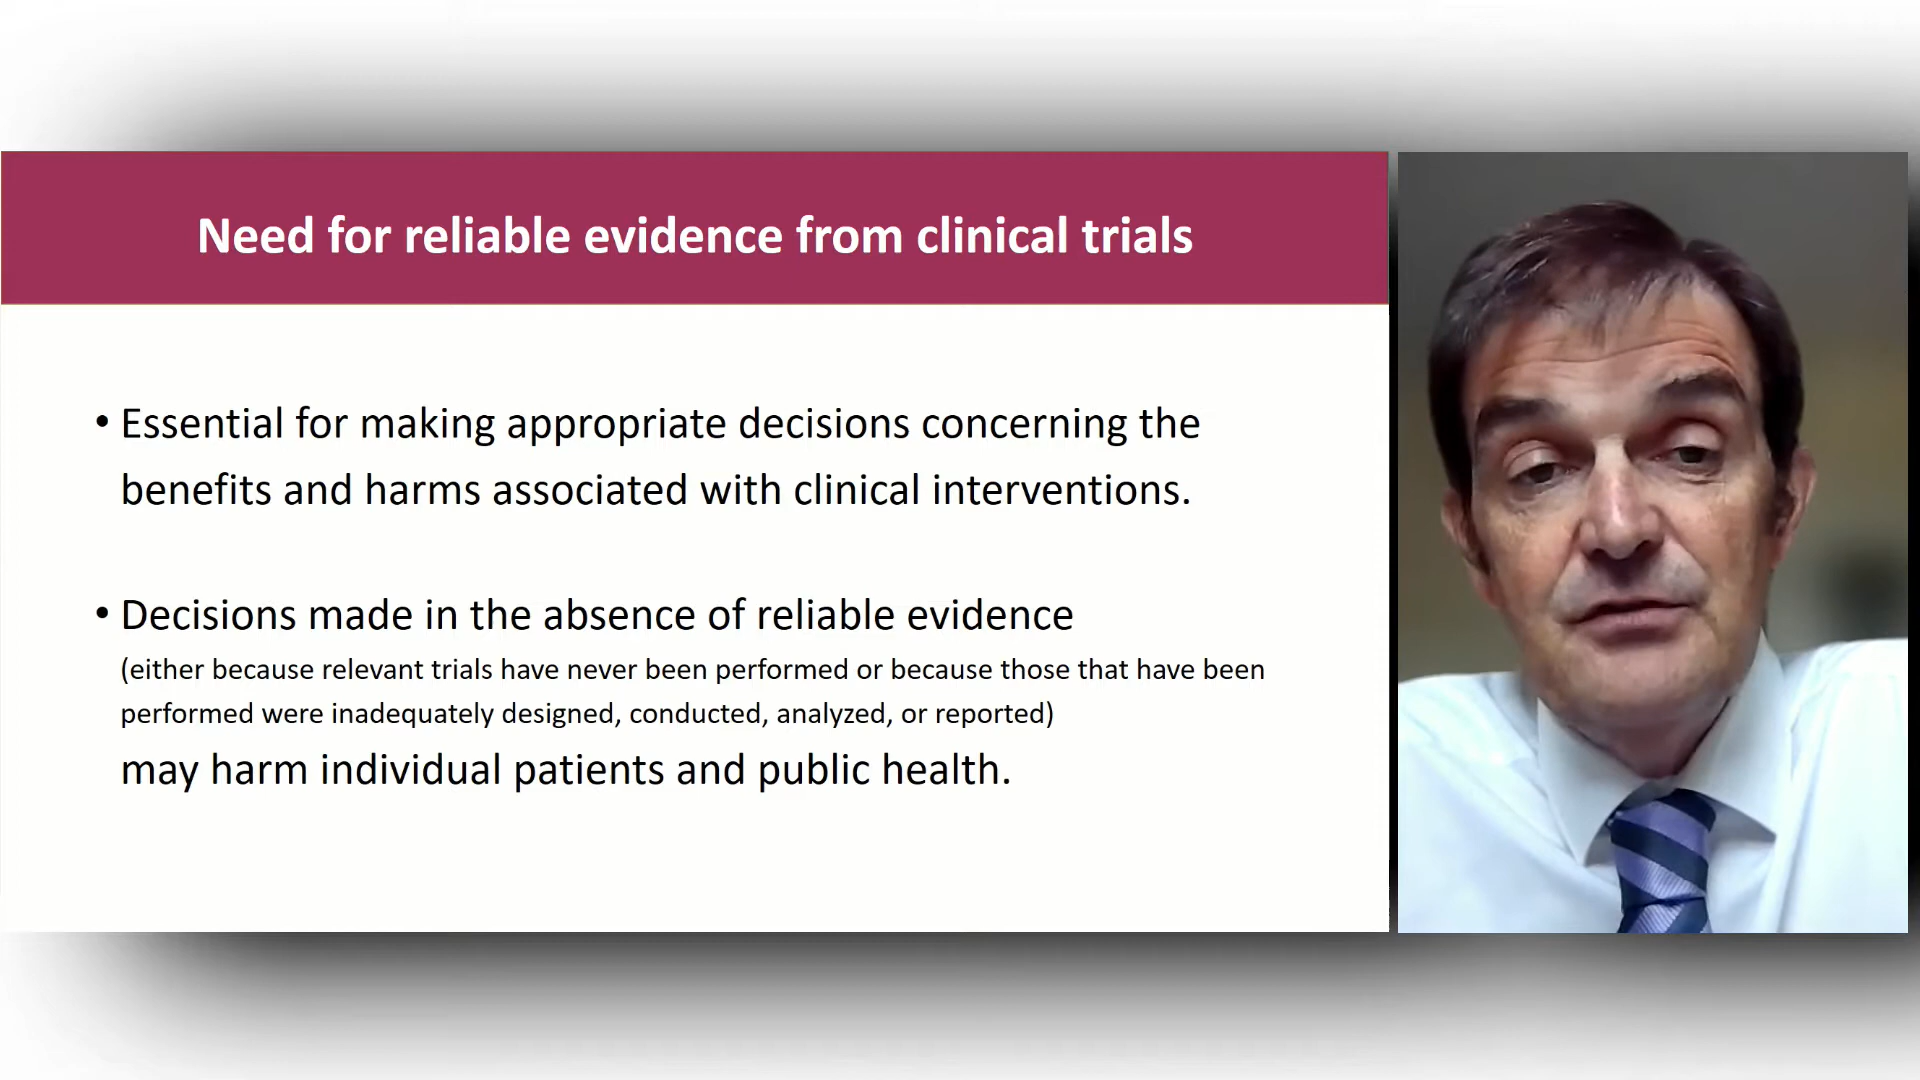 Need for reliable evidence from clinical trials
• Essential for making appropriate decisions concerning the
benefits and harms associated with clinical interventions.
• Decisions made in the absence of reliable evidence
(either because relevant trials have never been performed or because those that have been
performed were inadequately designed, conducted, analyzed, or reported)
may harm individual patients and public health.